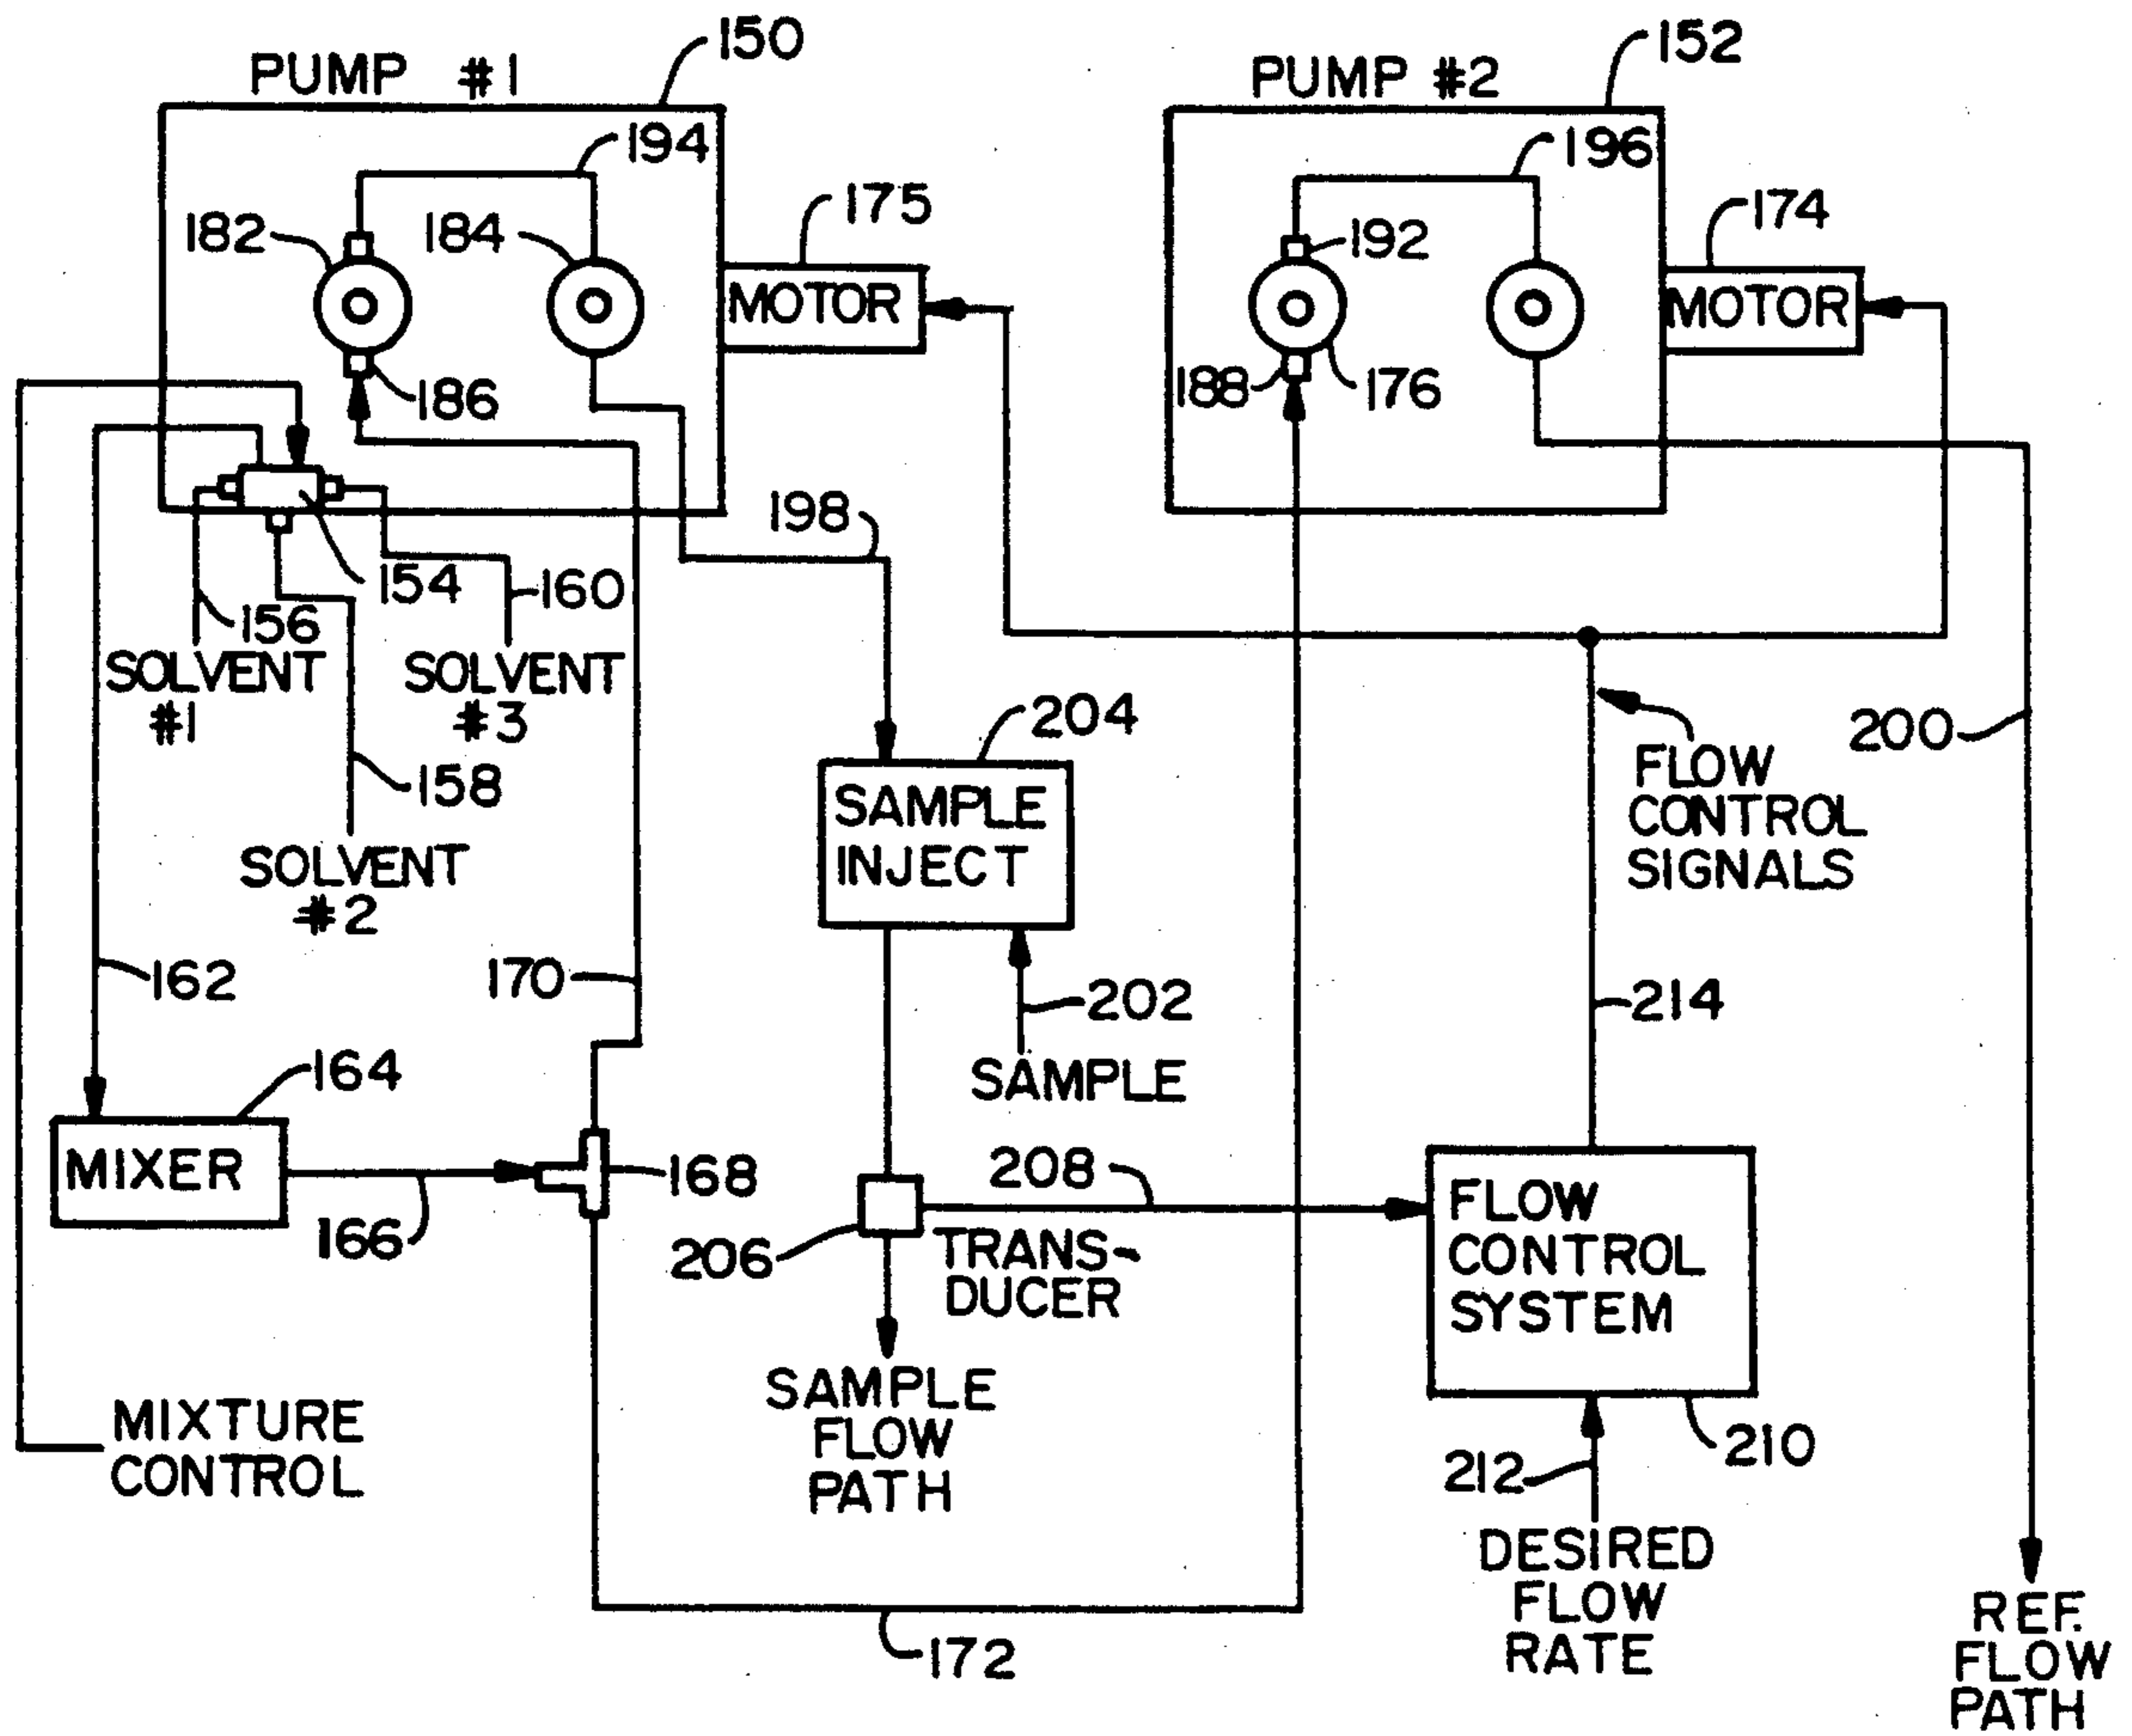 PUMP #1
150
PUMP #2
152
194
196
182
184
175
192
174
MOTOR
MOTOR
186
188
176
198
154
160
156
SOLVENT
#1
SOLVENT
#3
204
200
158
FLOW
CONTROL
SIGNALS
SAMPLE
INJECT
SOLVENT
#2
162
170
202
214
SAMPLE
164
MIXER
168
208
166
206
TRANS-
DUCER
FLOW
CONTROL
SYSTEM
SAMPLE
FLOW
PATH
MIXTURE
CONTROL
210
212
DESIRED
FLOW
RATE
172
REF.
FLOW
PATH